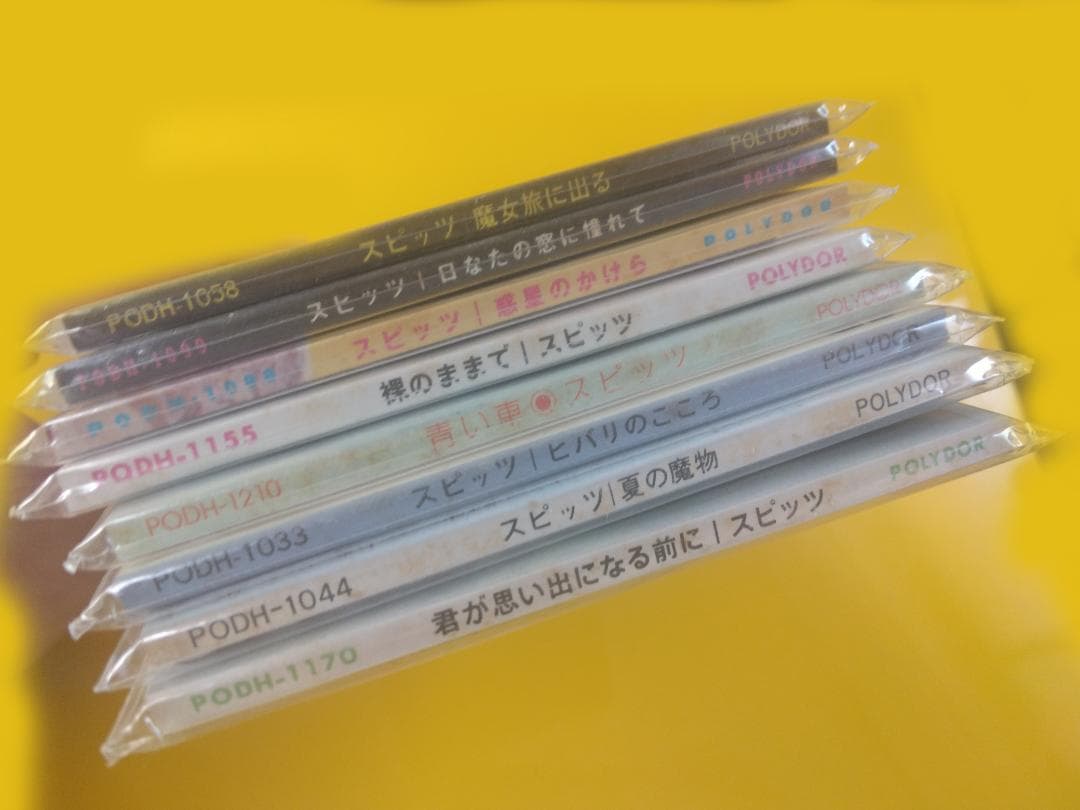 PODH-1058 スピッツ | 魔女旅に出る POLYDOR
スピッツ | 日なたの窓に憧れて POLYDOR
スピッツ | 惑星のかけら POLYDOR
PODH-1155 裸のままで | スピッツ POLYDOR
PODH-1210 青い車 スピッツ POLYDOR
PODH-1033 スピッツ | ヒバリのこころ POLYDOR
PODH-1044 スピッツ | 夏の魔物 POLYDOR
PODH-1170 君が思い出になる前に | スピッツ POLYDOR